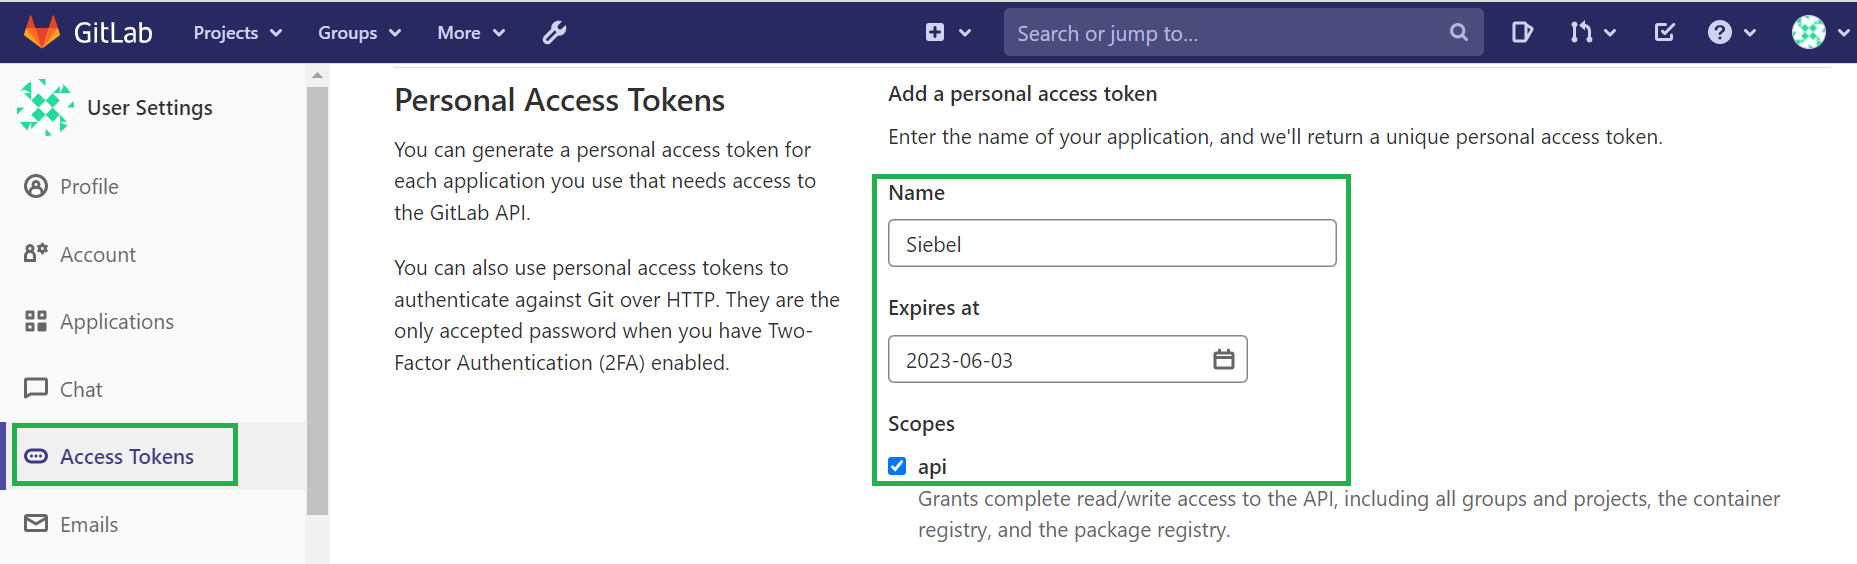 GitLab Projects Groups More Search or jump to...
User Settings
Profile
Account
Applications
Chat
Access Tokens
Emails
Personal Access Tokens
You can generate a personal access token for
each application you use that needs access to
the GitLab API.
You can also use personal access tokens to
authenticate against Git over HTTP. They are the
only accepted password when you have Two-
Factor Authentication (2FA) enabled.
Add a personal access token
Enter the name of your application, and we'll return a unique personal access token.
Name
Siebel
Expires at
2023-06-03
Scopes
api
Grants complete read/write access to the API, including all groups and projects, the container
registry, and the package registry.